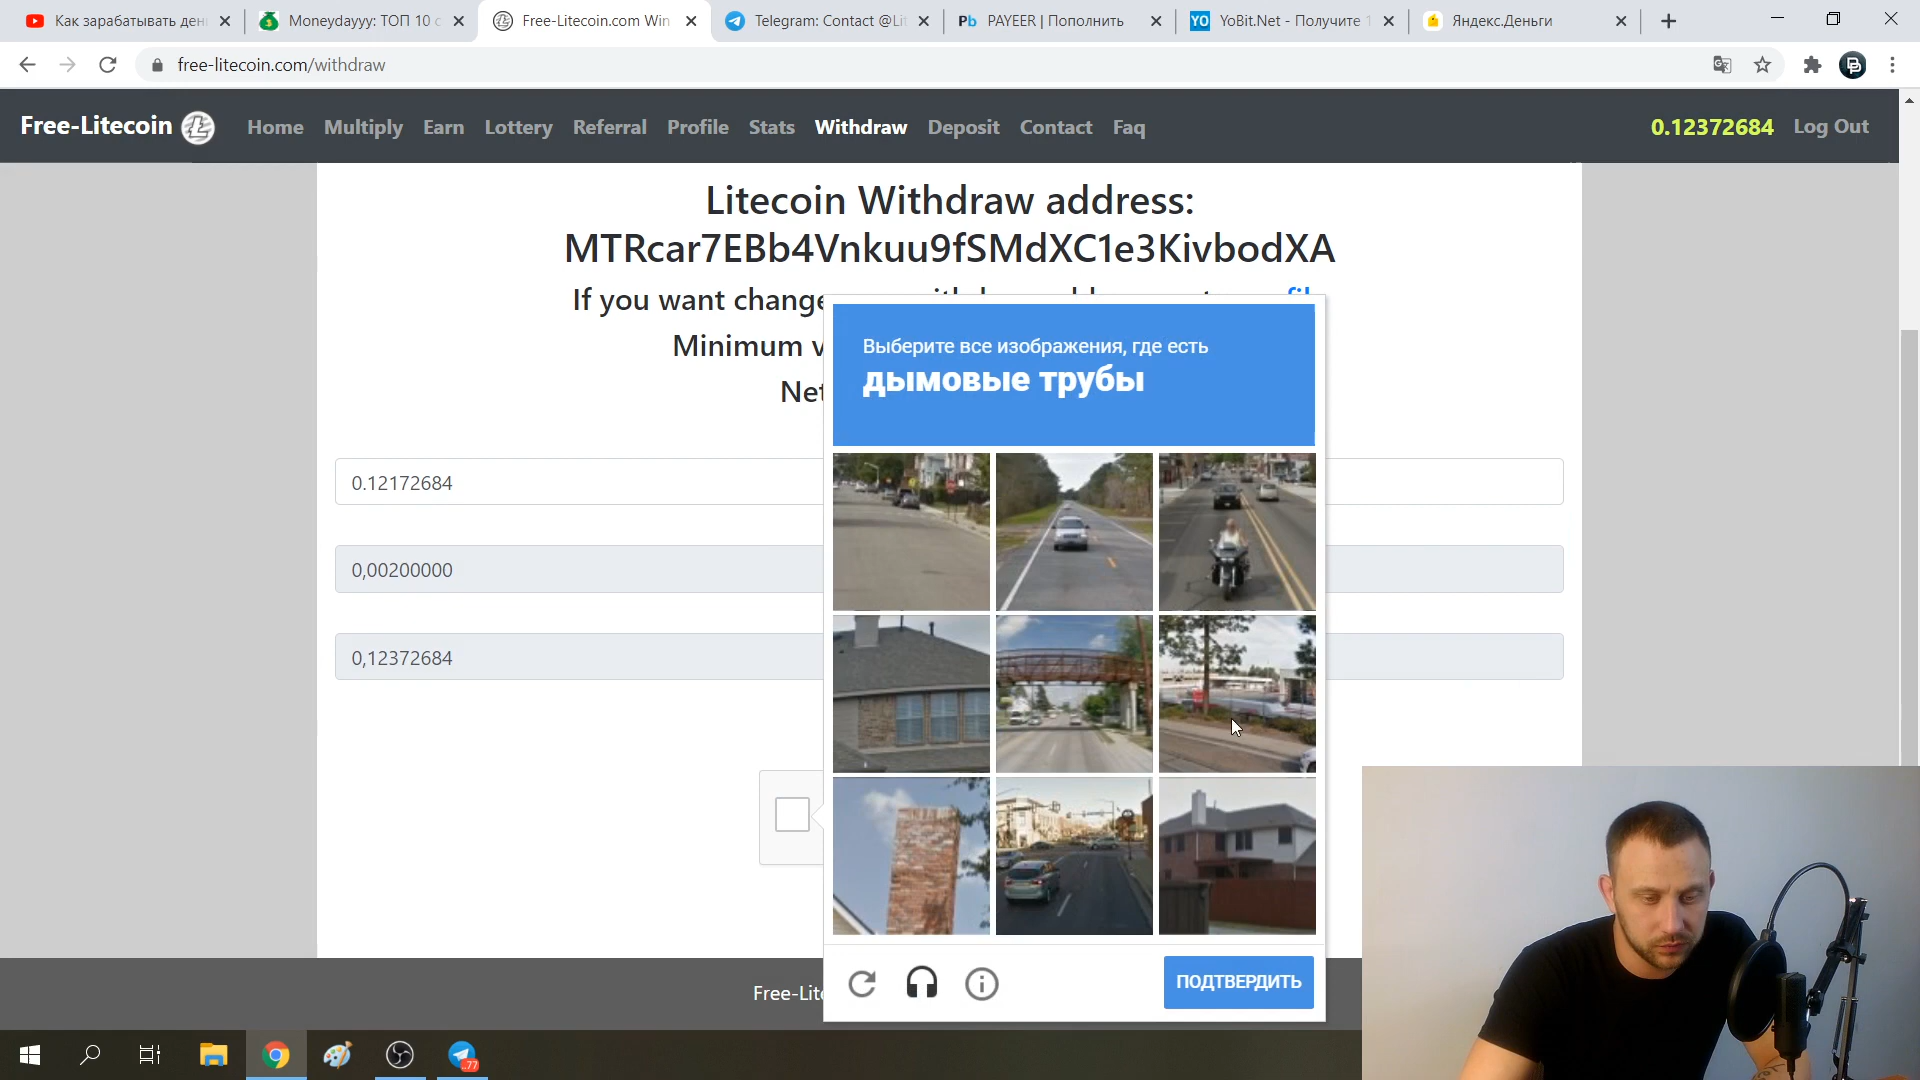 Как зарабатывать ден
Moneydayyy: ТОП 10 с
Free-Litecoin.com Win
Telegram: Contact @Lit
Pb PAYEER | Пополнить
YO YoBit.Net - Получите 1
Яндекс.Деньги
free-litecoin.com/withdraw
Free-Litecoin Home Multiply Earn Lottery Referral Profile Stats Withdraw Deposit Contact Faq 0.12372684 Log Out
Litecoin Withdraw address:
MTRcar7EBb4Vnkuu9fSMdXC1e3KivbodXA
If you want change
Minimum
Выберите все изображения, где есть
дымовые трубы
0.12172684
0,00200000
0,12372684
ПОДТВЕРДИТЬ
Free-Lit
77